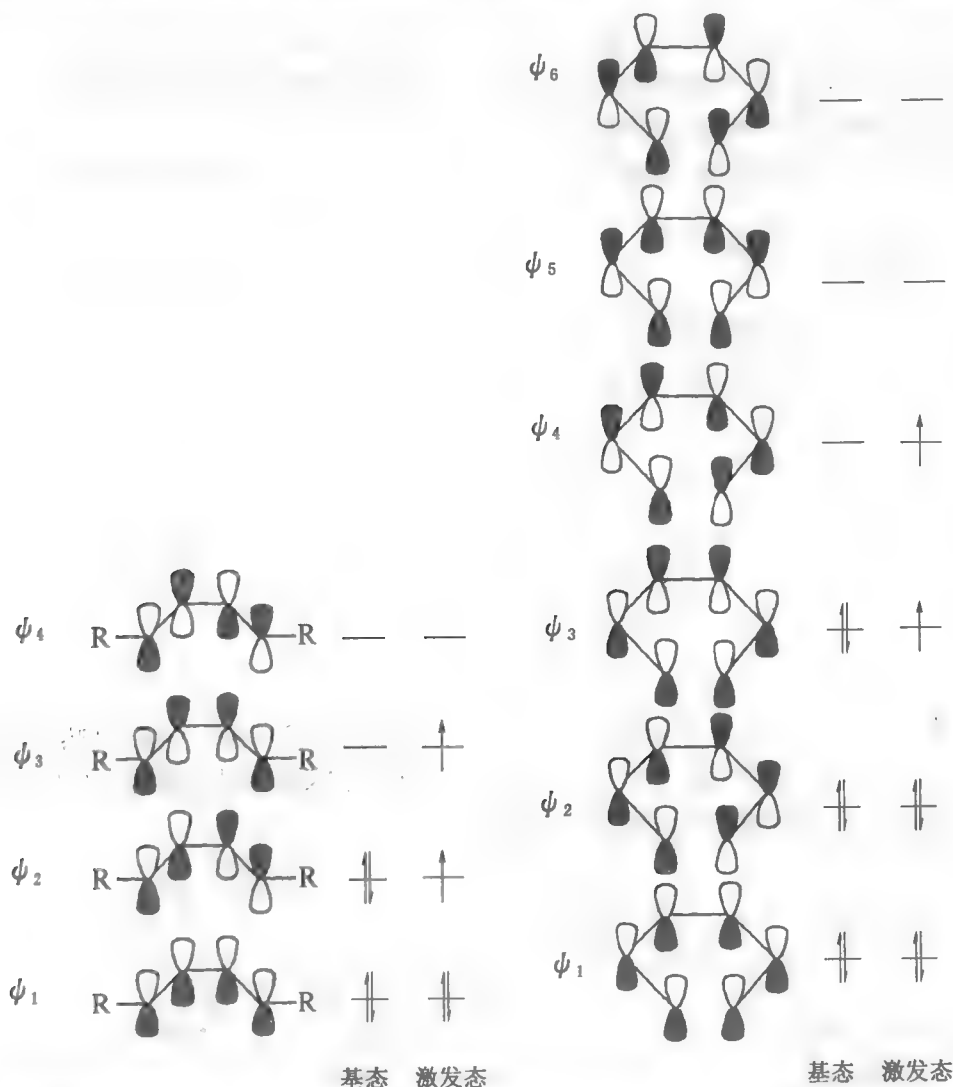 ψ₆
ψ₅
ψ₄
ψ₃
ψ₂
ψ₁
基态 激发态
ψ₄ R R
ψ₃ R R
ψ₂ R R
ψ₁ R R
基态 激发态